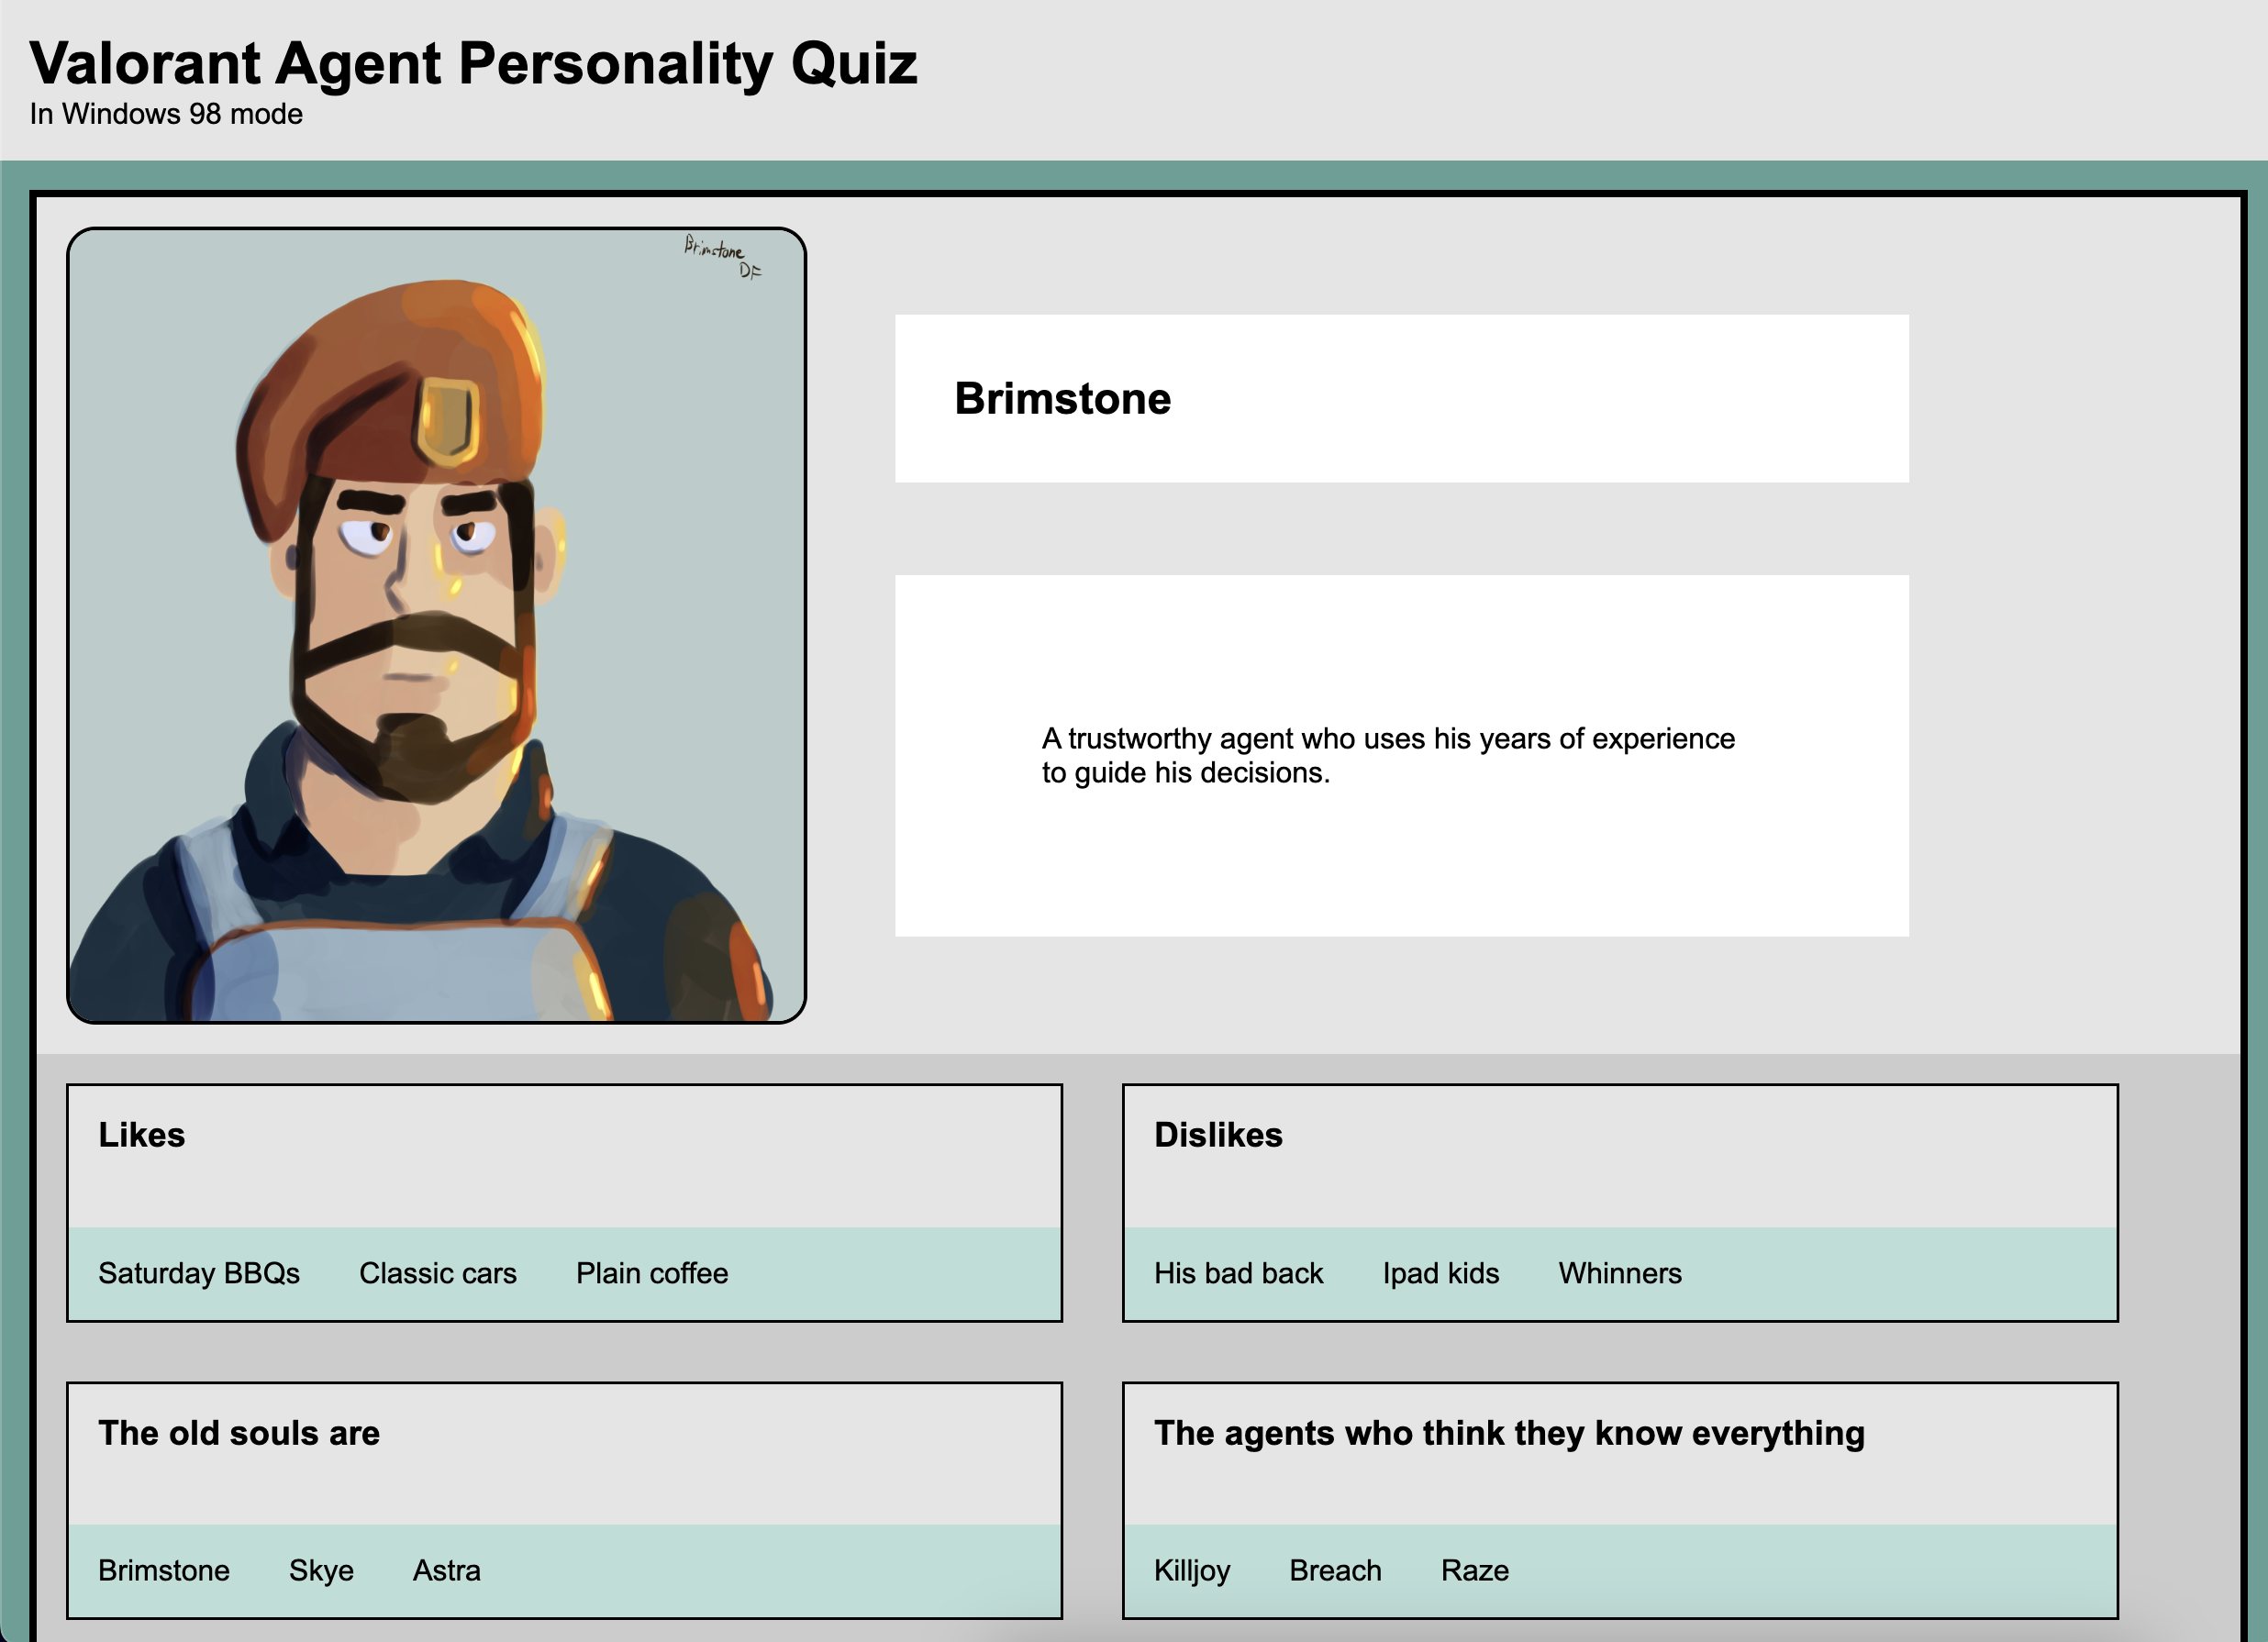 Valorant Agent Personality Quiz
In Windows 98 mode
Brimstone
DF
Brimstone
A trustworthy agent who uses his years of experience
to guide his decisions.
Likes
Saturday BBQs Classic cars Plain coffee
Dislikes
His bad back Ipad kids Whinners
The old souls are
Brimstone Skye Astra
The agents who think they know everything
Killjoy Breach Raze